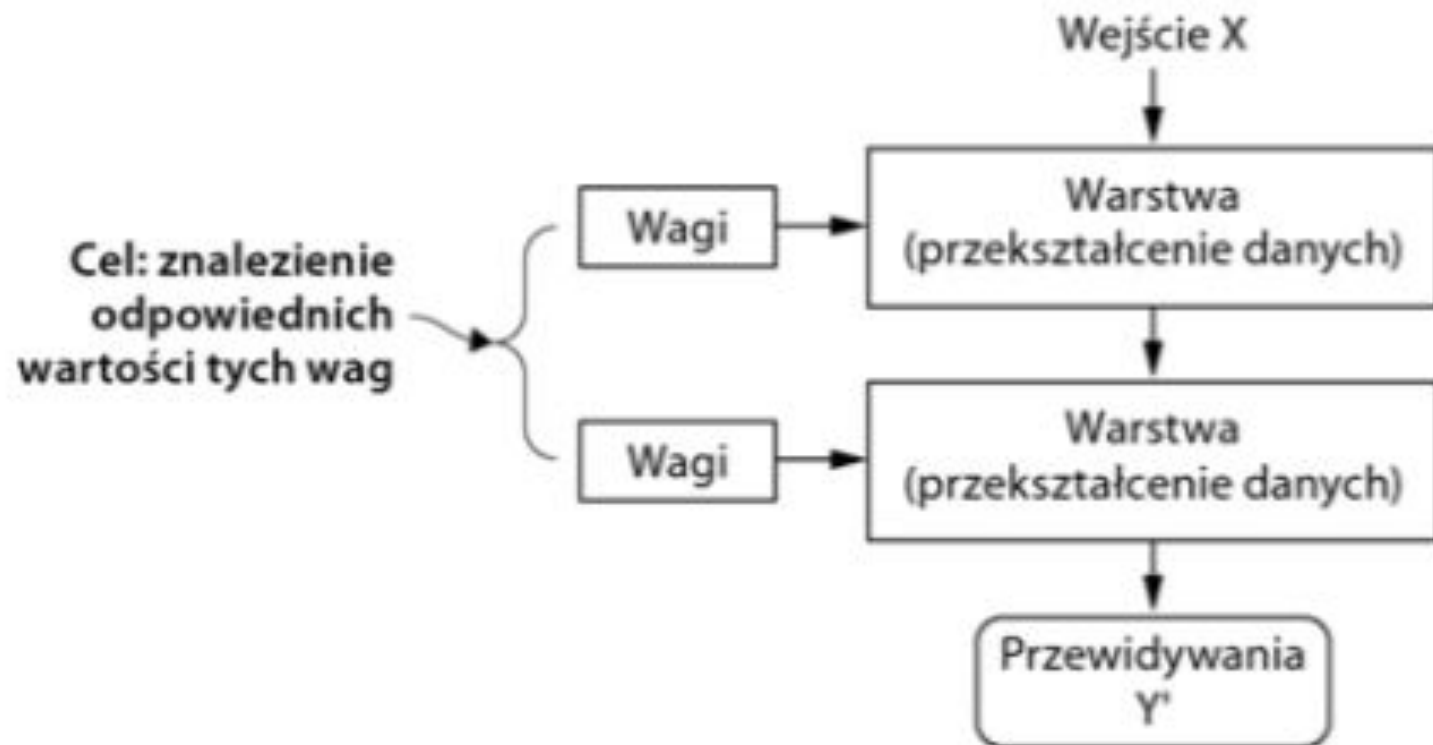 Wejście X
Wagi
Warstwa
(przekształcenie danych)
Cel: znalezienie
odpowiednich
wartości tych wag
Wagi
Warstwa
(przekształcenie danych)
Przewidywania
Y'